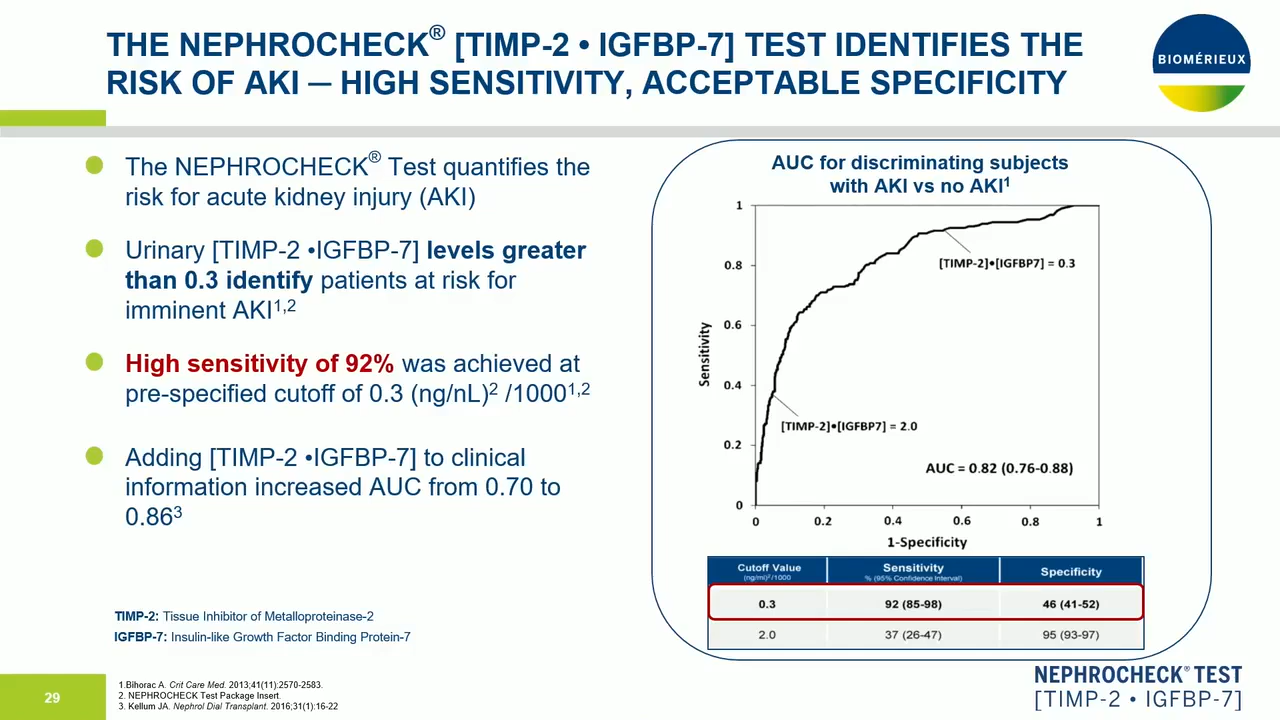 THE NEPHROCHECK® [TIMP-2 • IGFBP-7] TEST IDENTIFIES THE
RISK OF AKI ─ HIGH SENSITIVITY, ACCEPTABLE SPECIFICITY
BIOMÉRIEUX
The NEPHROCHECK® Test quantifies the
risk for acute kidney injury (AKI)
Urinary [TIMP-2 •IGFBP-7] levels greater
than 0.3 identify patients at risk for
imminent AKI1,2
High sensitivity of 92% was achieved at
pre-specified cutoff of 0.3 (ng/nL)2 /10001,2
Adding [TIMP-2 •IGFBP-7] to clinical
information increased AUC from 0.70 to
0.863
TIMP-2: Tissue Inhibitor of Metalloproteinase-2
IGFBP-7: Insulin-like Growth Factor Binding Protein-7
AUC for discriminating subjects
with AKI vs no AKI1
1
0.8
0.6
0.4
0.2
0
Sensitivity
[TIMP-2]•[IGFBP7] = 0.3
[TIMP-2]•[IGFBP7] = 2.0
AUC = 0.82 (0.76-0.88)
0 0.2 0.4 0.6 0.8 1
1-Specificity
Cutoff Value Sensitivity Specificity
(ng/ml)2/1000 % (95% Confidence Interval)
0.3 92 (85-98) 46 (41-52)
2.0 37 (26-47) 95 (93-97)
29
1.Bihorac A. Crit Care Med. 2013;41(11):2570-2583.
2. NEPHROCHECK Test Package Insert.
3. Kellum JA. Nephrol Dial Transplant. 2016;31(1):16-22
NEPHROCHECK® TEST
[TIMP-2 • IGFBP-7]